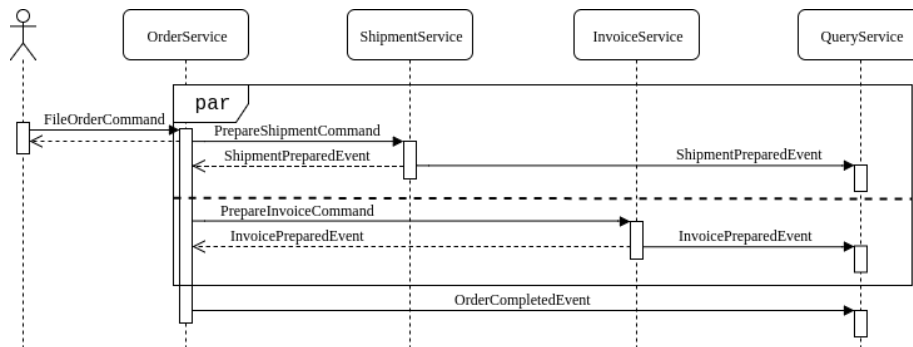 OrderService
ShipmentService
InvoiceService
QueryService
par
FileOrderCommand
PrepareShipmentCommand
ShipmentPreparedEvent
ShipmentPreparedEvent
PrepareInvoiceCommand
InvoicePreparedEvent
InvoicePreparedEvent
OrderCompletedEvent